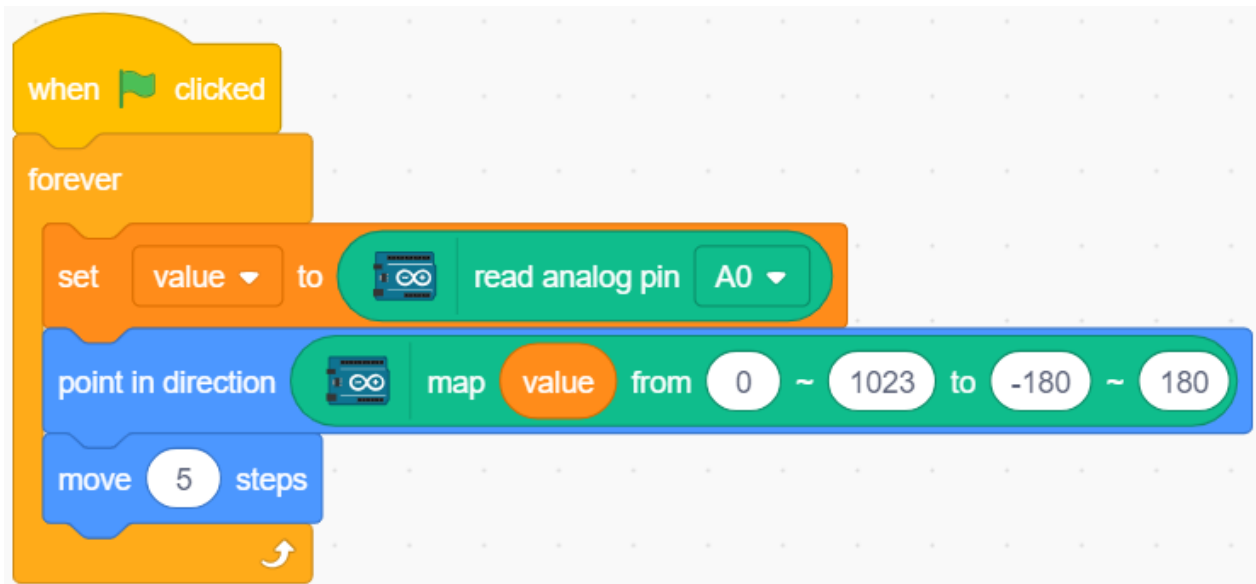 when clicked
forever
set value to read analog pin A0
point in direction map value from 0 ~ 1023 to -180 ~ 180
move 5 steps